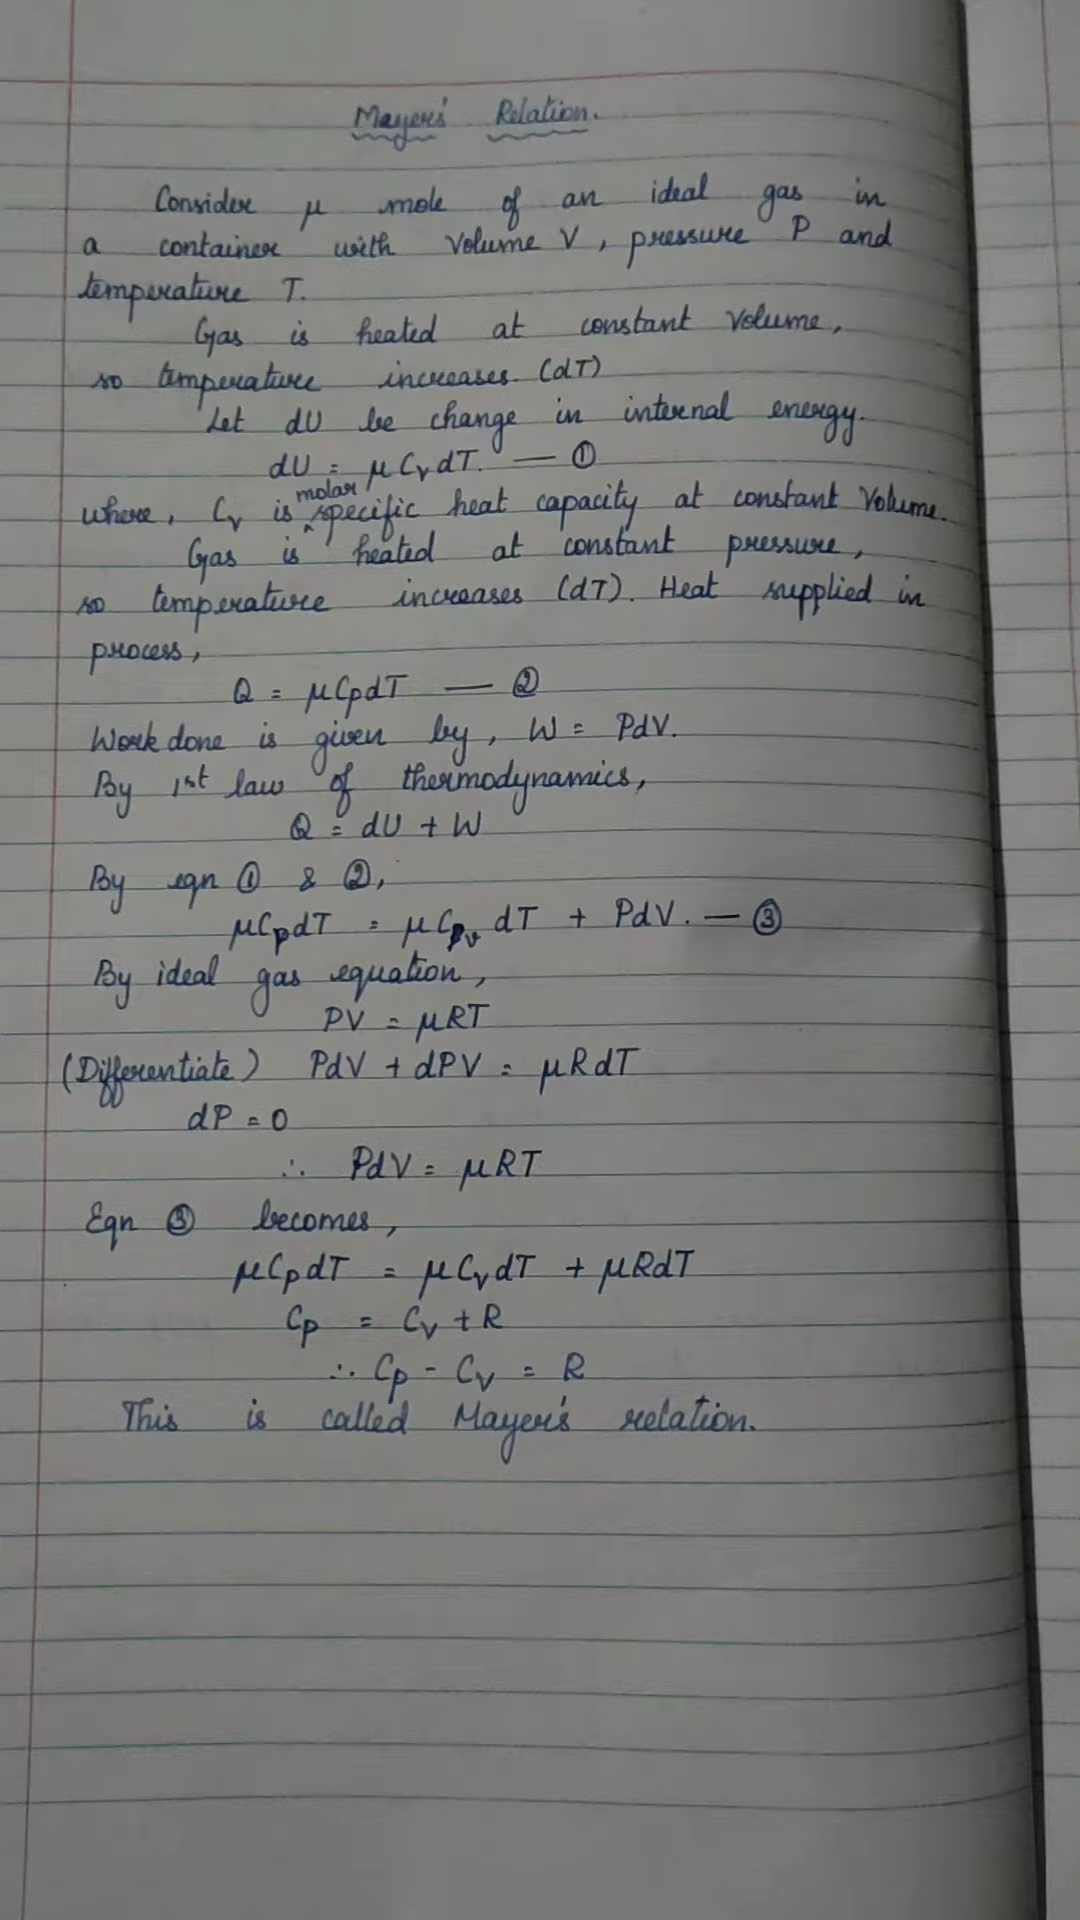 Mayer's Relation.
Consider μ mole of an ideal gas in
a container with volume V, pressure P and
temperature T.
Gas is heated at constant volume,
so temperature increases. (dT)
Let dU be change in internal energy.
dU = μCvdT. — ①
where, Cv is molar specific heat capacity at constant Volume.
Gas is heated at constant pressure,
so temperature increases (dT). Heat supplied in
process,
Q = μCpdT — ②
Work done is given by, W = PdV.
By 1st law of thermodynamics,
Q = dU + W
By eqn ① & ②,
μCpdT = μCv dT + PdV. — ③
By ideal gas equation,
PV = μRT
(Differentiate) PdV + dPV = μRdT
dP = 0
∴ PdV = μRT
Eqn ③ becomes,
μCpdT = μCvdT + μRdT
Cp = Cv + R
∴ Cp - Cv = R
This is called Mayer's relation.